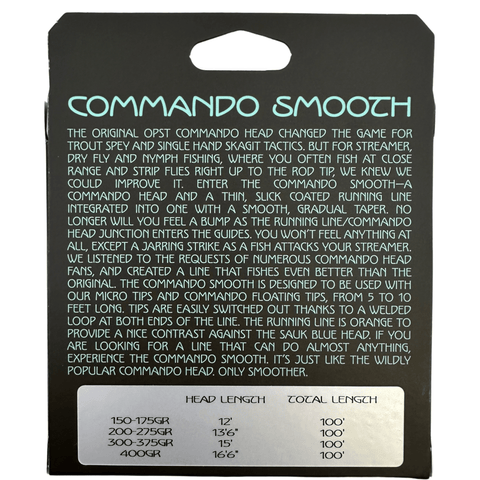 COMMANDO SMOOTH
THE ORIGINAL OPST COMMANDO HEAD CHANGED THE GAME FOR
TROUT SPEY AND SINGLE HAND SKAGIT TACTICS. BUT FOR STREAMER,
DRY FLY AND NYMPH FISHING, WHERE YOU OFTEN FISH AT CLOSE
RANGE AND STRIP FLIES RIGHT UP TO THE ROD TIP, WE KNEW WE
COULD IMPROVE IT. ENTER THE COMMANDO SMOOTH—A
COMMANDO HEAD AND A THIN, SLICK COATED RUNNING LINE
INTEGRATED INTO ONE WITH A SMOOTH, GRADUAL TAPER. NO
LONGER WILL YOU FEEL A BUMP AS THE RUNNING LINE/COMMANDO
HEAD JUNCTION ENTERS THE GUIDES. YOU WON'T FEEL ANYTHING AT
ALL, EXCEPT A JARRING STRIKE AS A FISH ATTACKS YOUR STREAMER.
WE LISTENED TO THE REQUESTS OF NUMEROUS COMMANDO HEAD
FANS, AND CREATED A LINE THAT FISHES EVEN BETTER THAN THE
ORIGINAL. THE COMMANDO SMOOTH IS DESIGNED TO BE USED WITH
OUR MICRO TIPS AND COMMANDO FLOATING TIPS, FROM 5 TO 10
FEET LONG. TIPS ARE EASILY SWITCHED OUT THANKS TO A WELDED
LOOP AT BOTH ENDS OF THE LINE. THE RUNNING LINE IS ORANGE TO
PROVIDE A NICE CONTRAST AGAINST THE SAUK BLUE HEAD. IF YOU
ARE LOOKING FOR A LINE THAT CAN DO ALMOST ANYTHING,
EXPERIENCE THE COMMANDO SMOOTH. IT'S JUST LIKE THE WILDLY
POPULAR COMMANDO HEAD. ONLY SMOOTHER.
HEAD LENGTH TOTAL LENGTH
150-175GR 12' 100'
200-275GR 13'6" 100'
300-375GR 15' 100'
400GR 16'6" 100'